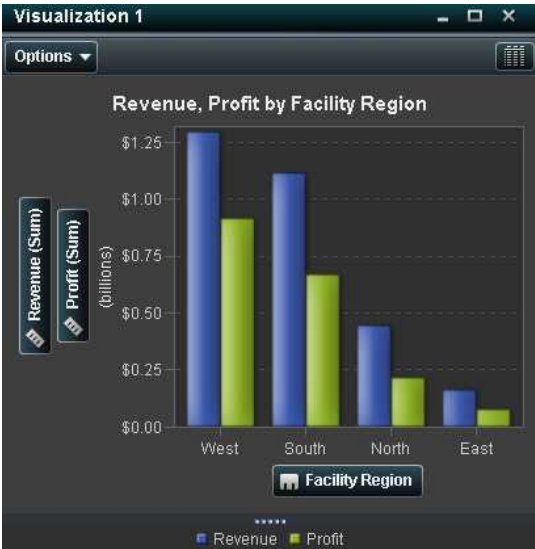 Visualization 1
Options
Revenue, Profit by Facility Region
Revenue (Sum)
Profit (Sum)
(billions)
$1.25
$1.00
$0.75
$0.50
$0.25
$0.00
West South North East
Facility Region
Revenue Profit